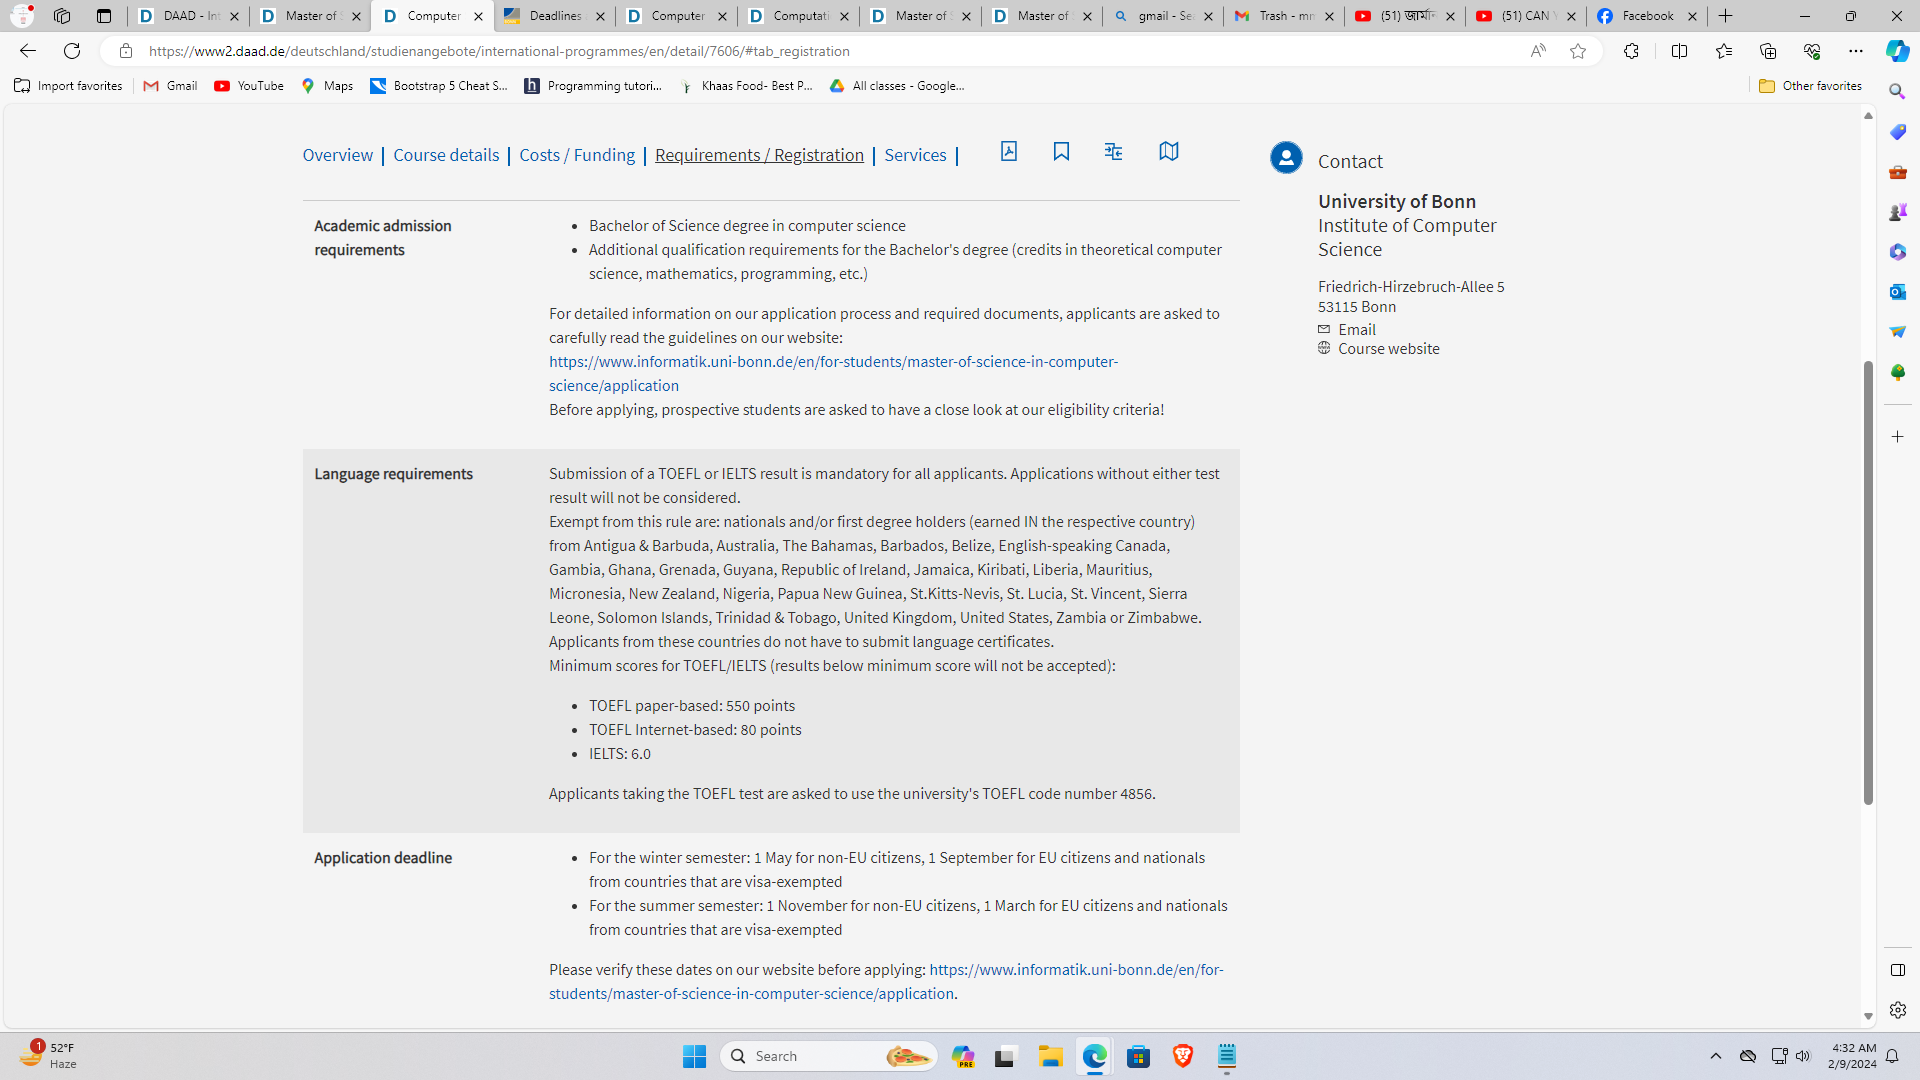 DAAD - Int
Master of S
Computer
Deadlines
Computer
Computati
Master of S
Master of S
gmail - Sea
Trash - mm
(51) जार्मानि
(51) CAN Y
Facebook
https://www2.daad.de/deutschland/studienangebote/international-programmes/en/detail/7606/#tab_registration
Import favorites
Gmail
YouTube
Maps
Bootstrap 5 Cheat S...
Programming tutori...
Khaas Food- Best P...
All classes - Google...
Other favorites
Overview | Course details | Costs / Funding | Requirements / Registration | Services |
Contact
University of Bonn
Institute of Computer
Science
Friedrich-Hirzebruch-Allee 5
53115 Bonn
Email
Course website
Academic admission
requirements
• Bachelor of Science degree in computer science
• Additional qualification requirements for the Bachelor's degree (credits in theoretical computer
science, mathematics, programming, etc.)
For detailed information on our application process and required documents, applicants are asked to
carefully read the guidelines on our website:
https://www.informatik.uni-bonn.de/en/for-students/master-of-science-in-computer-
science/application
Before applying, prospective students are asked to have a close look at our eligibility criteria!
Language requirements
Submission of a TOEFL or IELTS result is mandatory for all applicants. Applications without either test
result will not be considered.
Exempt from this rule are: nationals and/or first degree holders (earned IN the respective country)
from Antigua & Barbuda, Australia, The Bahamas, Barbados, Belize, English-speaking Canada,
Gambia, Ghana, Grenada, Guyana, Republic of Ireland, Jamaica, Kiribati, Liberia, Mauritius,
Micronesia, New Zealand, Nigeria, Papua New Guinea, St.Kitts-Nevis, St. Lucia, St. Vincent, Sierra
Leone, Solomon Islands, Trinidad & Tobago, United Kingdom, United States, Zambia or Zimbabwe.
Applicants from these countries do not have to submit language certificates.
Minimum scores for TOEFL/IELTS (results below minimum score will not be accepted):
• TOEFL paper-based: 550 points
• TOEFL Internet-based: 80 points
• IELTS: 6.0
Applicants taking the TOEFL test are asked to use the university's TOEFL code number 4856.
Application deadline
• For the winter semester: 1 May for non-EU citizens, 1 September for EU citizens and nationals
from countries that are visa-exempted
• For the summer semester: 1 November for non-EU citizens, 1 March for EU citizens and nationals
from countries that are visa-exempted
Please verify these dates on our website before applying: https://www.informatik.uni-bonn.de/en/for-
students/master-of-science-in-computer-science/application.
1
52°F
Haze
Search
PRE
4:32 AM
2/9/2024